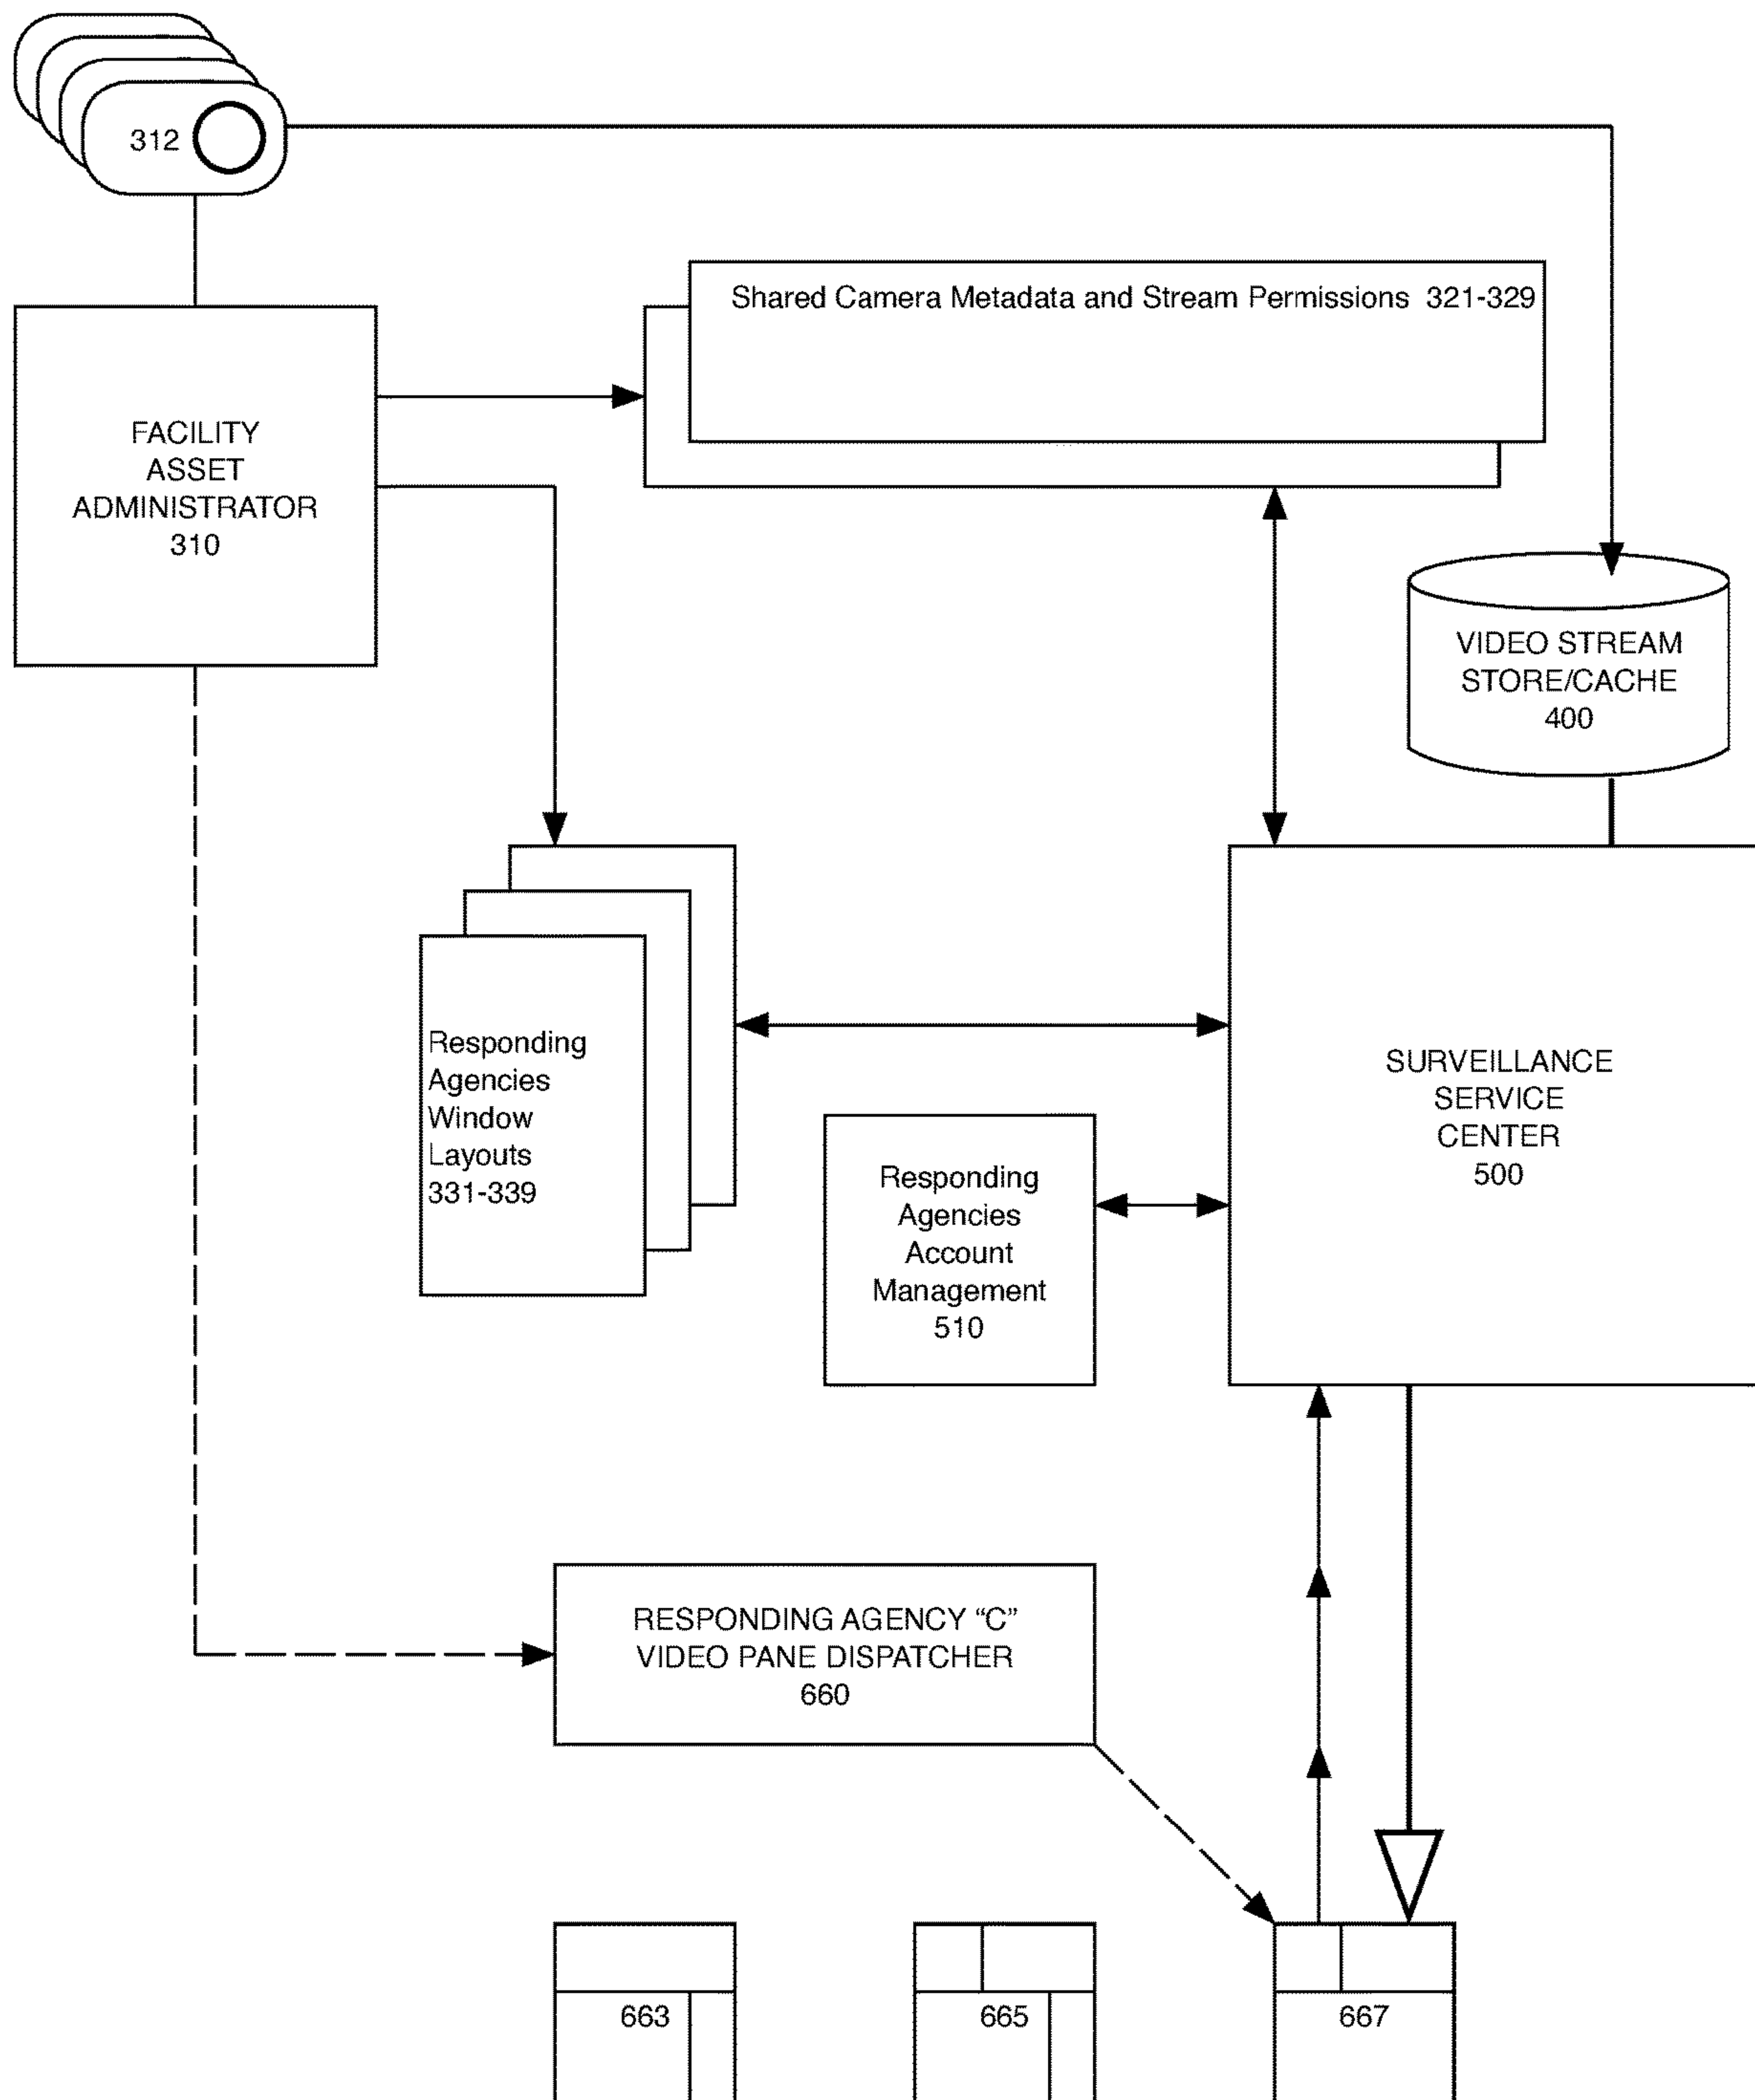 312
Shared Camera Metadata and Stream Permissions 321-329
FACILITY
ASSET
ADMINISTRATOR
310
VIDEO STREAM
STORE/CACHE
400
Responding
Agencies
Window
Layouts
331-339
SURVEILLANCE
SERVICE
CENTER
500
Responding
Agencies
Account
Management
510
RESPONDING AGENCY “C”
VIDEO PANE DISPATCHER
660
663
665
667